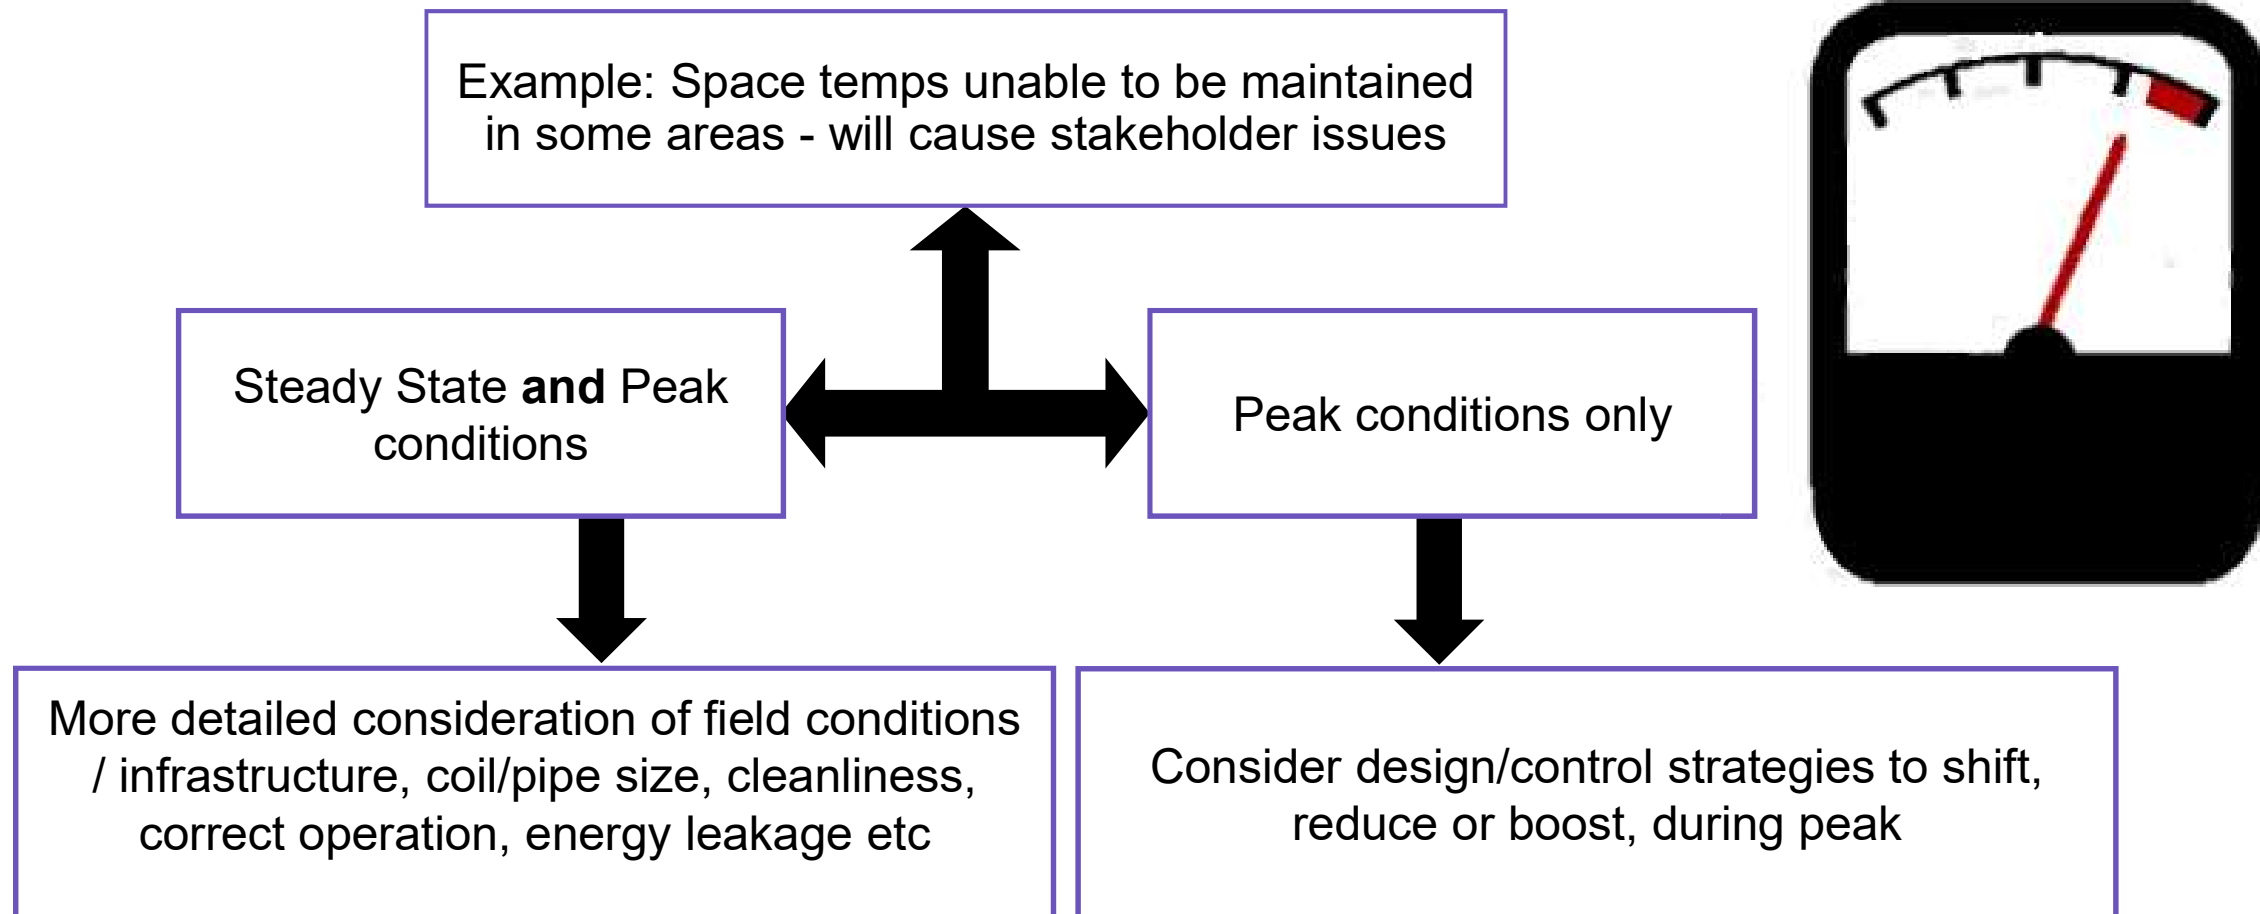 Example: Space temps unable to be maintained
in some areas - will cause stakeholder issues
Steady State and Peak
conditions
Peak conditions only
More detailed consideration of field conditions
/ infrastructure, coil/pipe size, cleanliness,
correct operation, energy leakage etc
Consider design/control strategies to shift,
reduce or boost, during peak